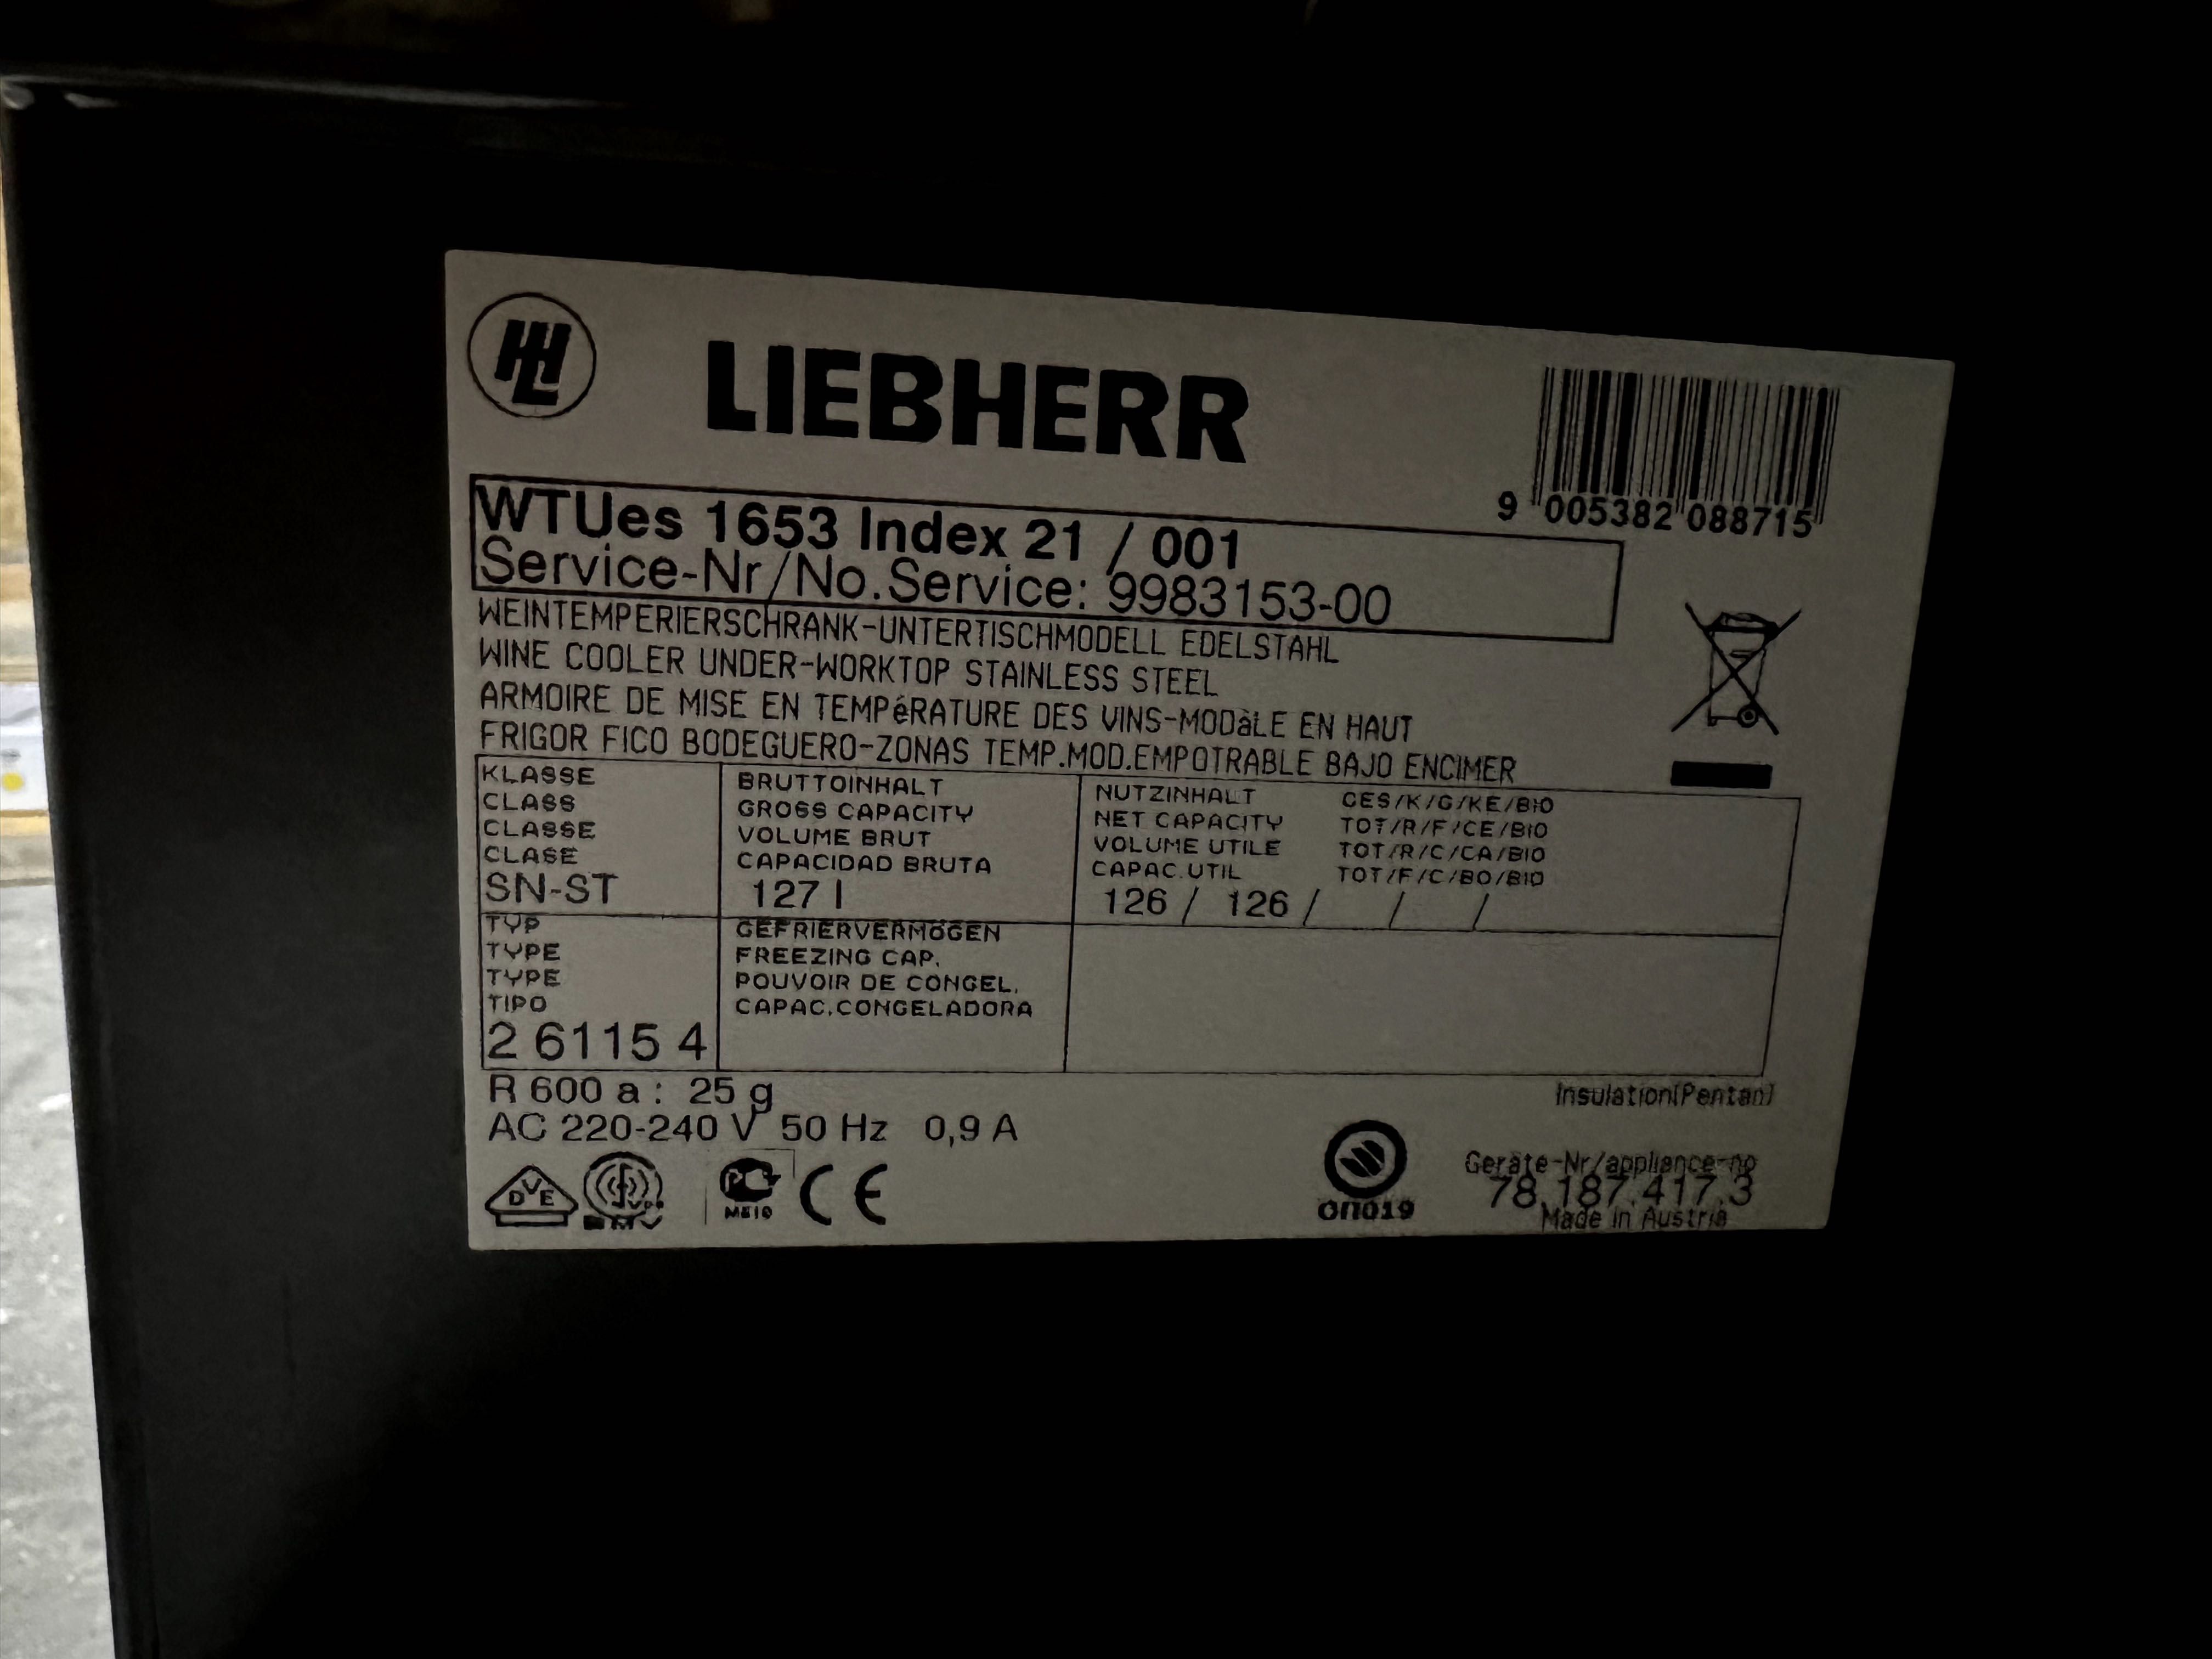 LIEBHERR
9 005382 088715
WTUes 1653 Index 21 / 001
Service-Nr/No.Service: 9983153-00
WEINTEMPERIERSCHRANK-UNTERTISCHMODELL EDELSTAHL
WINE COOLER UNDER-WORKTOP STAINLESS STEEL
ARMOIRE DE MISE EN TEMPéRATURE DES VINS-MODàLE EN HAUT
FRIGOR FICO BODEGUERO-ZONAS TEMP.MOD.EMPOTRABLE BAJO ENCIMER
KLASSE
CLASS
CLASSE
CLASE
SN-ST
BRUTTOINHALT
GROSS CAPACITY
VOLUME BRUT
CAPACIDAD BRUTA
127 l
NUTZINHALT GES/K/G/KE/BIO
NET CAPACITY TOT/R/F/CE/BIO
VOLUME UTILE TOT/R/C/CA/BIO
CAPAC.UTIL TOT/F/C/BO/BIO
126 / 126 / / /
TYP
TYPE
TYPE
TIPO
2 6115 4
GEFRIERVERMÖGEN
FREEZING CAP.
POUVOIR DE CONGEL.
CAPAC.CONGELADORA
R 600 a : 25 g
AC 220-240 V 50 Hz 0,9 A
Insulation(Pentan)
DVE
PCT
ME10
CE
ОП019
Geräte-Nr/appliance-no
78.187.417.3
Made in Austria